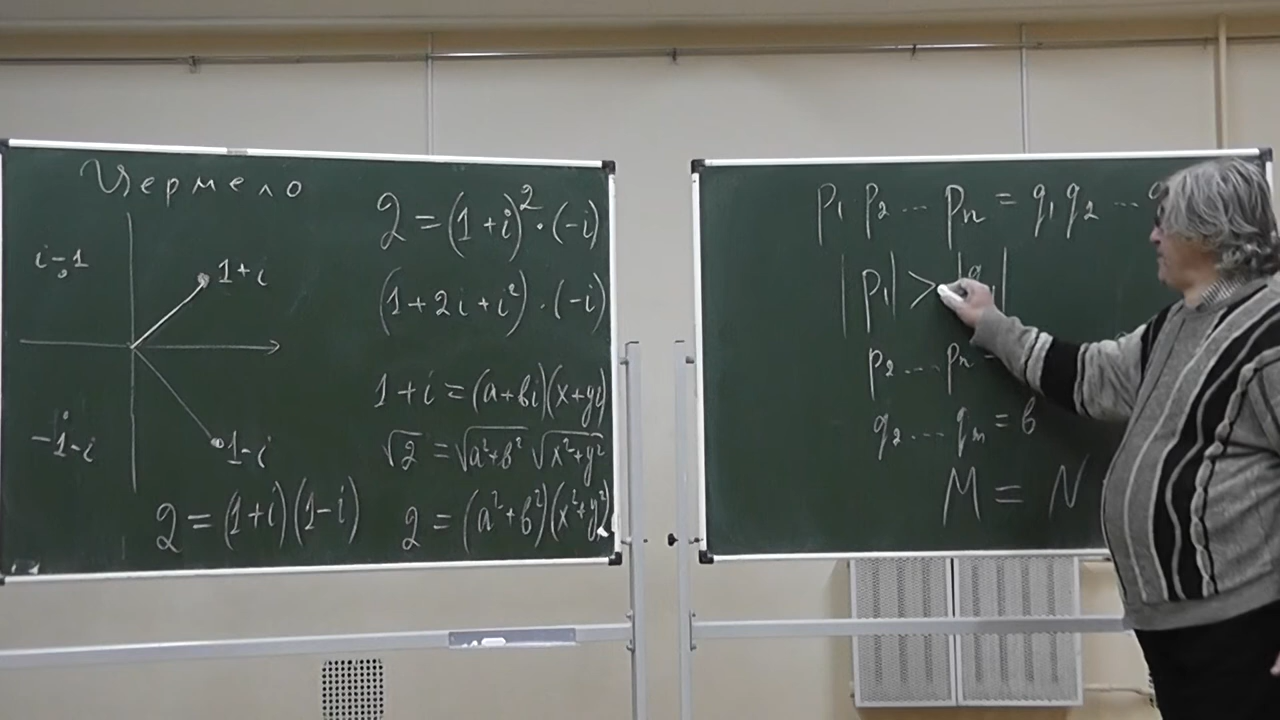 Цермело
i-1
1+i
-1-i
1-i
2=(1+i)(1-i)
2=(1+i)²·(-i)
(1+2i+i²)·(-i)
1+i=(a+bi)(x+yi)
√2=√a²+b² √x²+y²
2=(a²+b²)(x²+y²)
p₁ p₂ ... pₙ = q₁ q₂ ...
|p₁|>
p₂...pₙ
q₂...qₘ = b
M = N